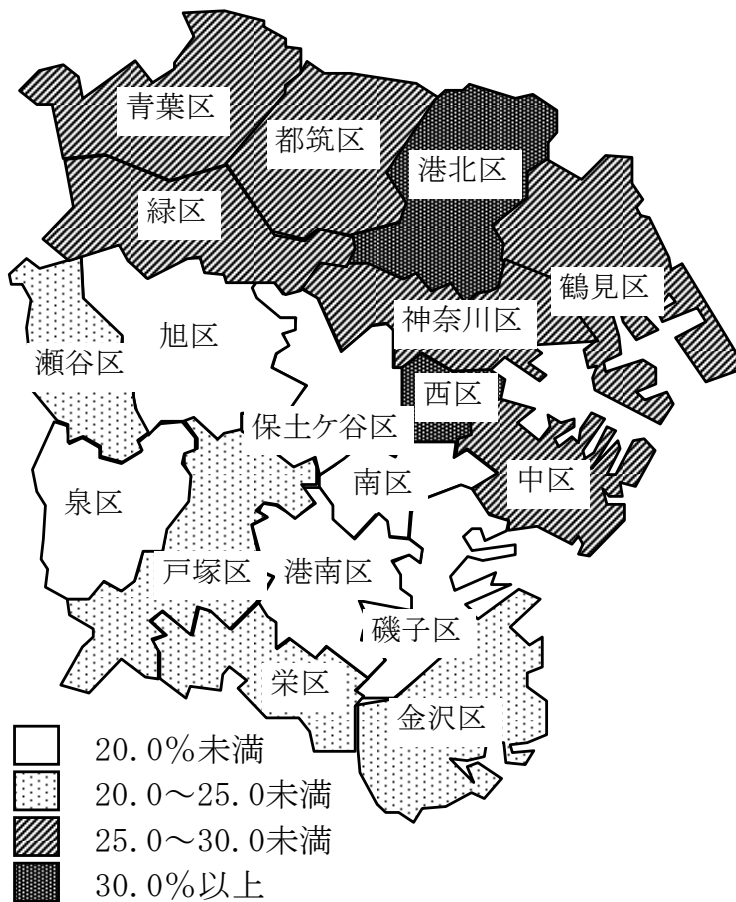 青葉区
都筑区
港北区
緑区
鶴見区
神奈川区
旭区
瀬谷区
西区
保土ケ谷区
南区
中区
泉区
戸塚区
港南区
磯子区
栄区
金沢区
20.0%未満
20.0～25.0未満
25.0～30.0未満
30.0%以上